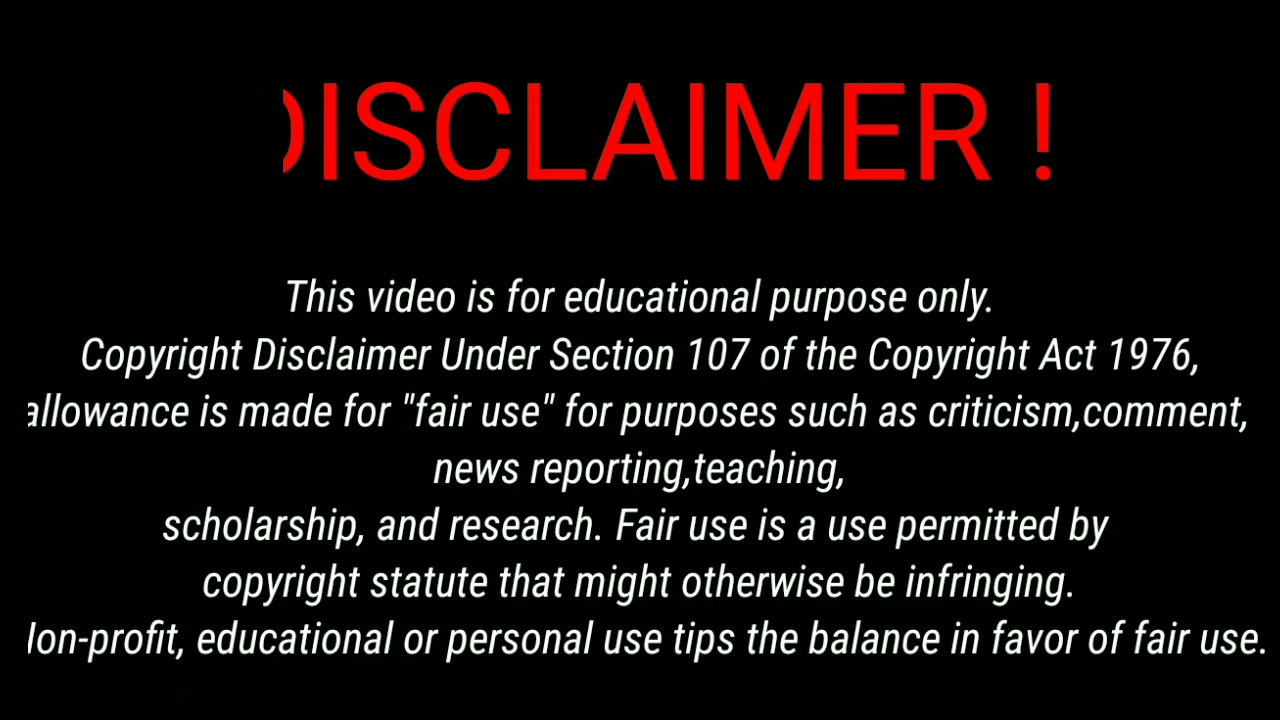 DISCLAIMER !
This video is for educational purpose only.
Copyright Disclaimer Under Section 107 of the Copyright Act 1976,
allowance is made for "fair use" for purposes such as criticism,comment,
news reporting,teaching,
scholarship, and research. Fair use is a use permitted by
copyright statute that might otherwise be infringing.
Non-profit, educational or personal use tips the balance in favor of fair use.